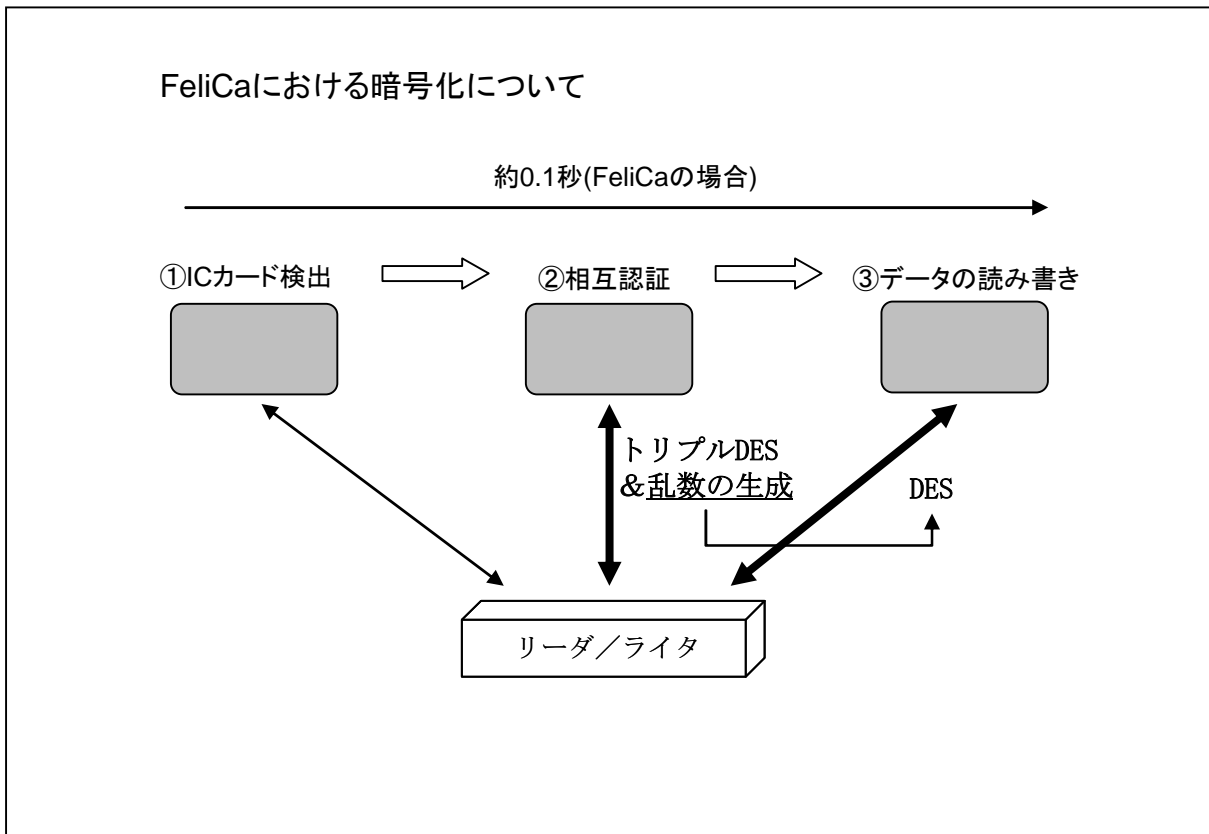 FeliCaにおける暗号化について
約0.1秒(FeliCaの場合)
①ICカード検出
②相互認証
③データの読み書き
トリプルDES
&乱数の生成
DES
リーダ/ライタ